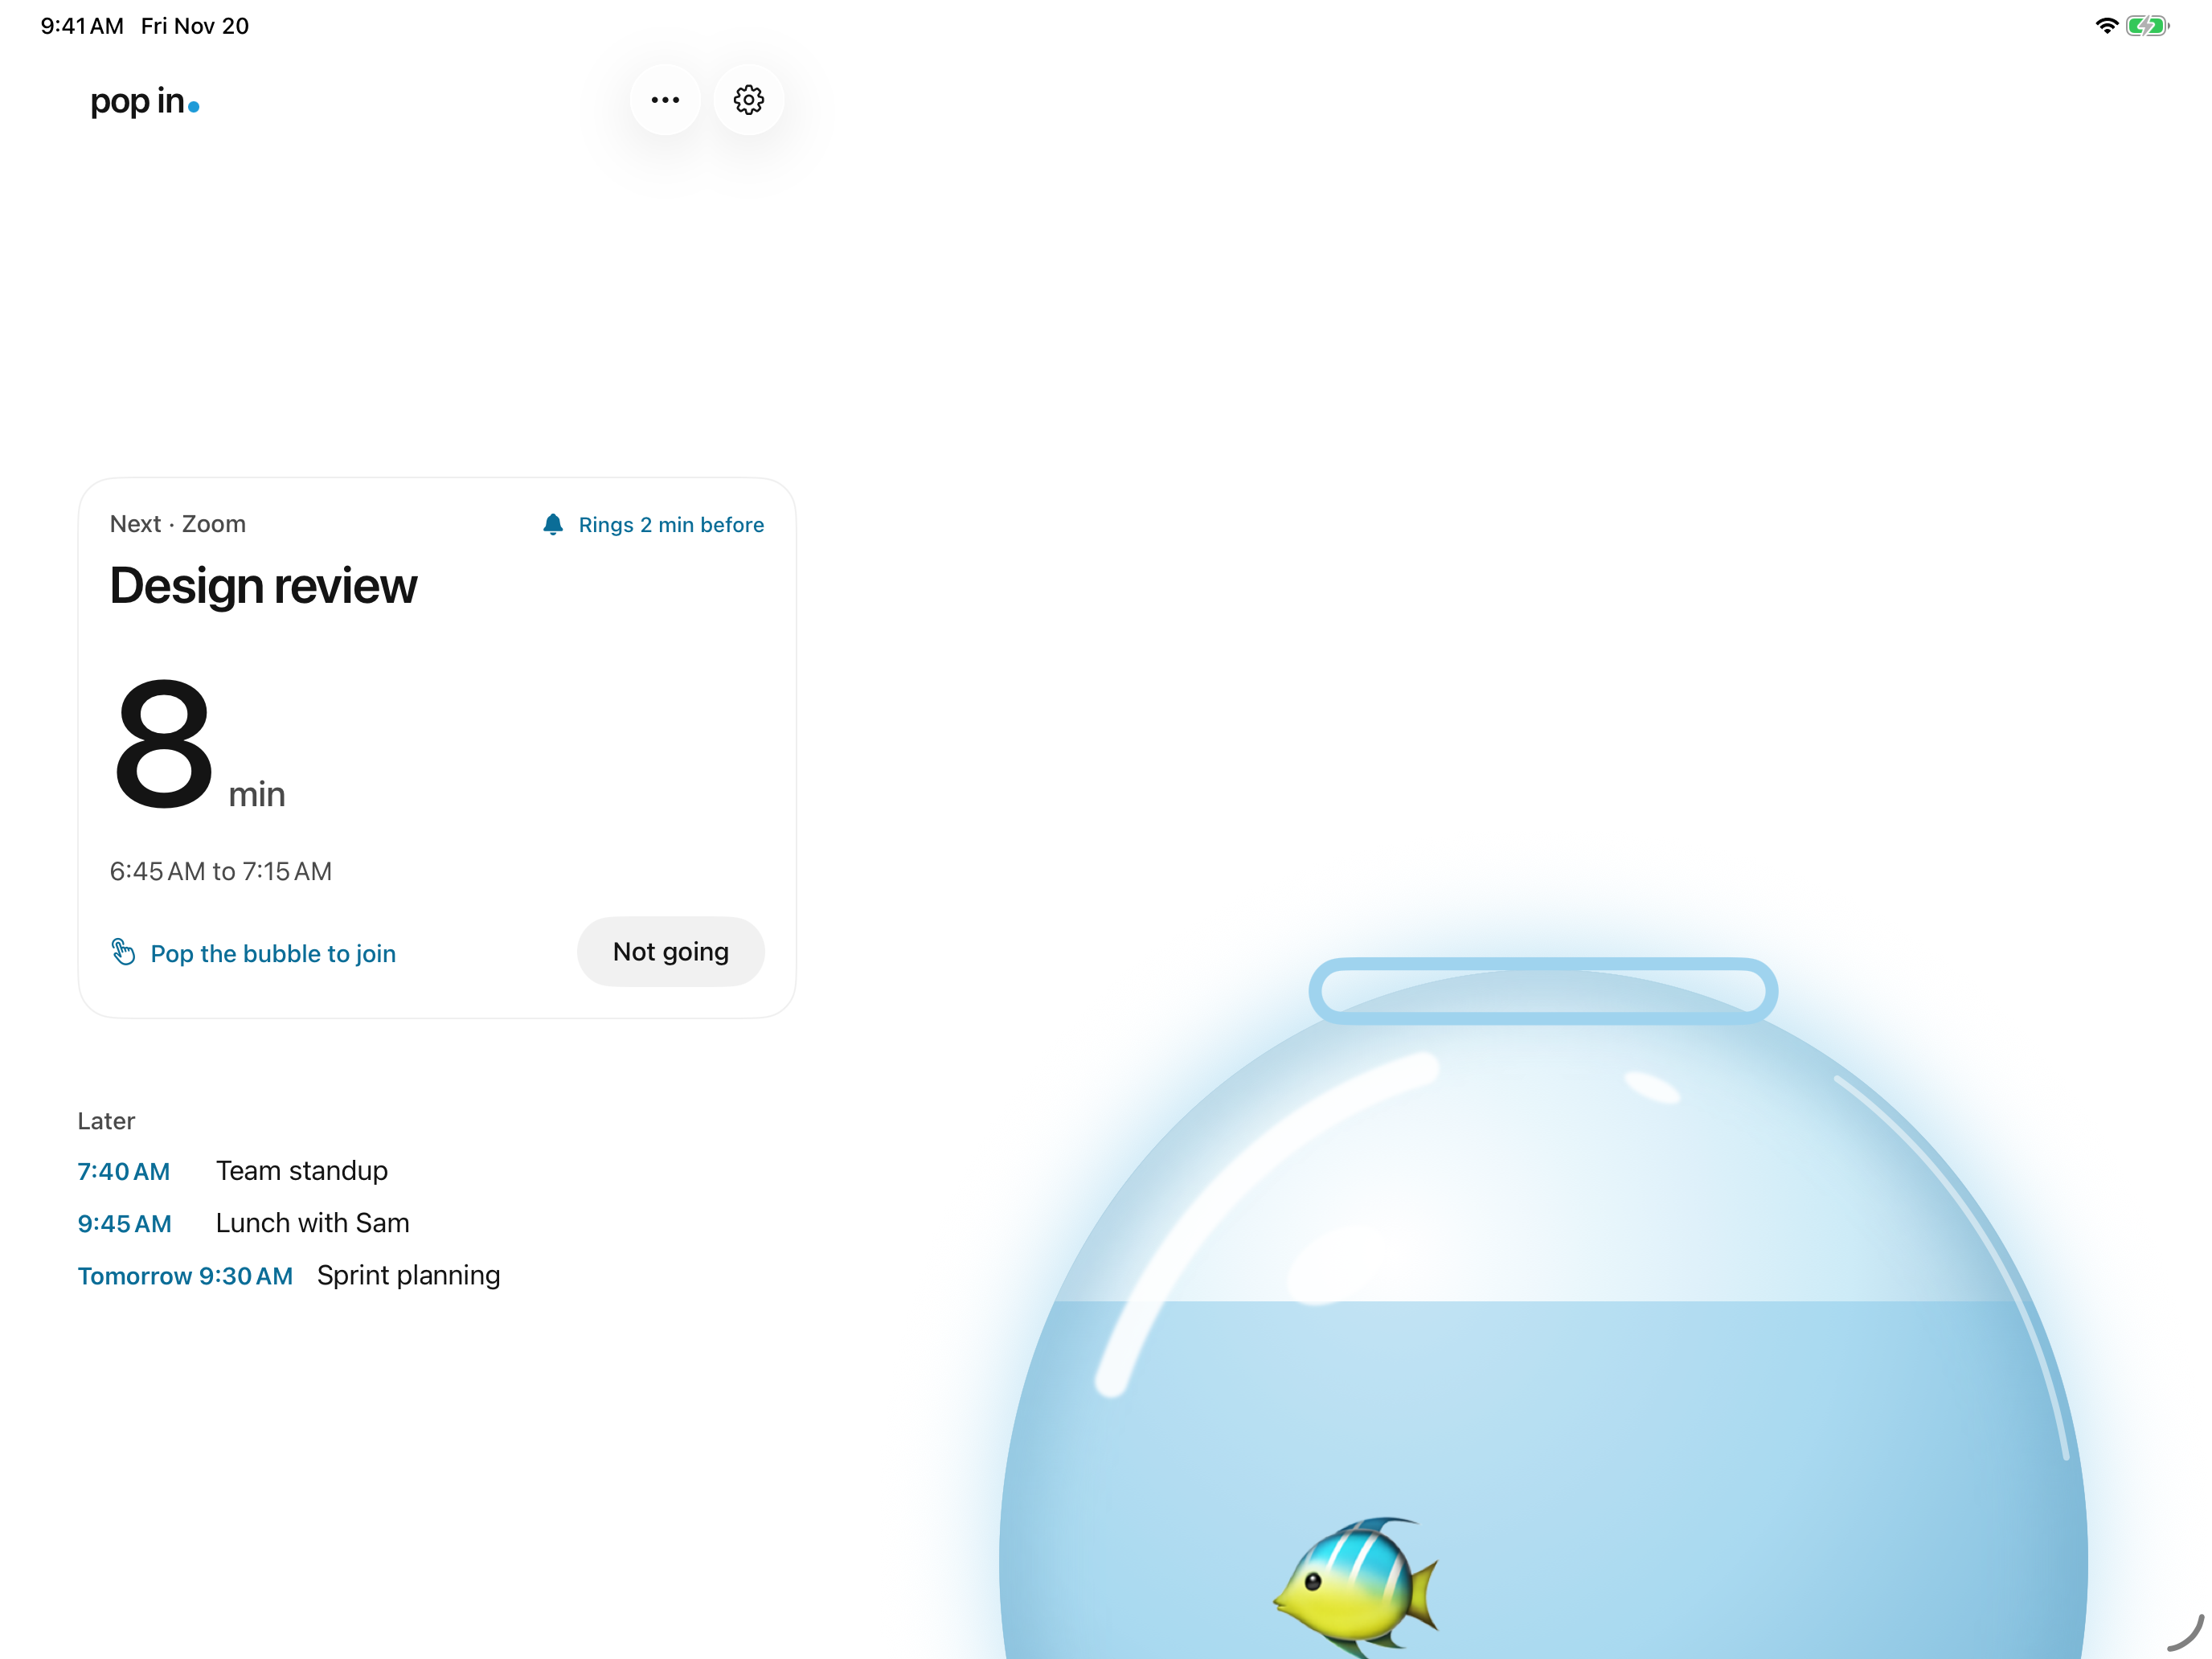 9:41 AM Fri Nov 20
pop in
Next · Zoom
Rings 2 min before
Design review
8 min
6:45 AM to 7:15 AM
Pop the bubble to join
Not going
Later
7:40 AM Team standup
9:45 AM Lunch with Sam
Tomorrow 9:30 AM Sprint planning